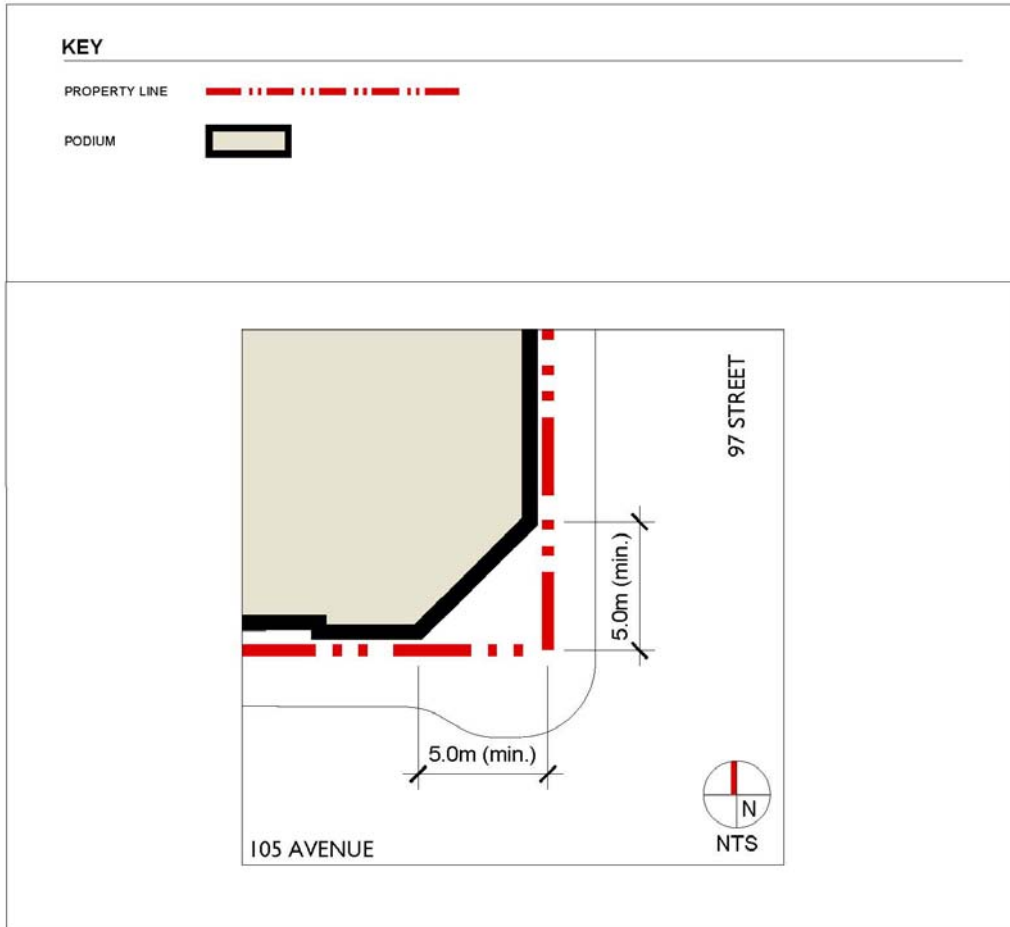 KEY
PROPERTY LINE
PODIUM
97 STREET
5.0m (min.)
5.0m (min.)
N
NTS
105 AVENUE